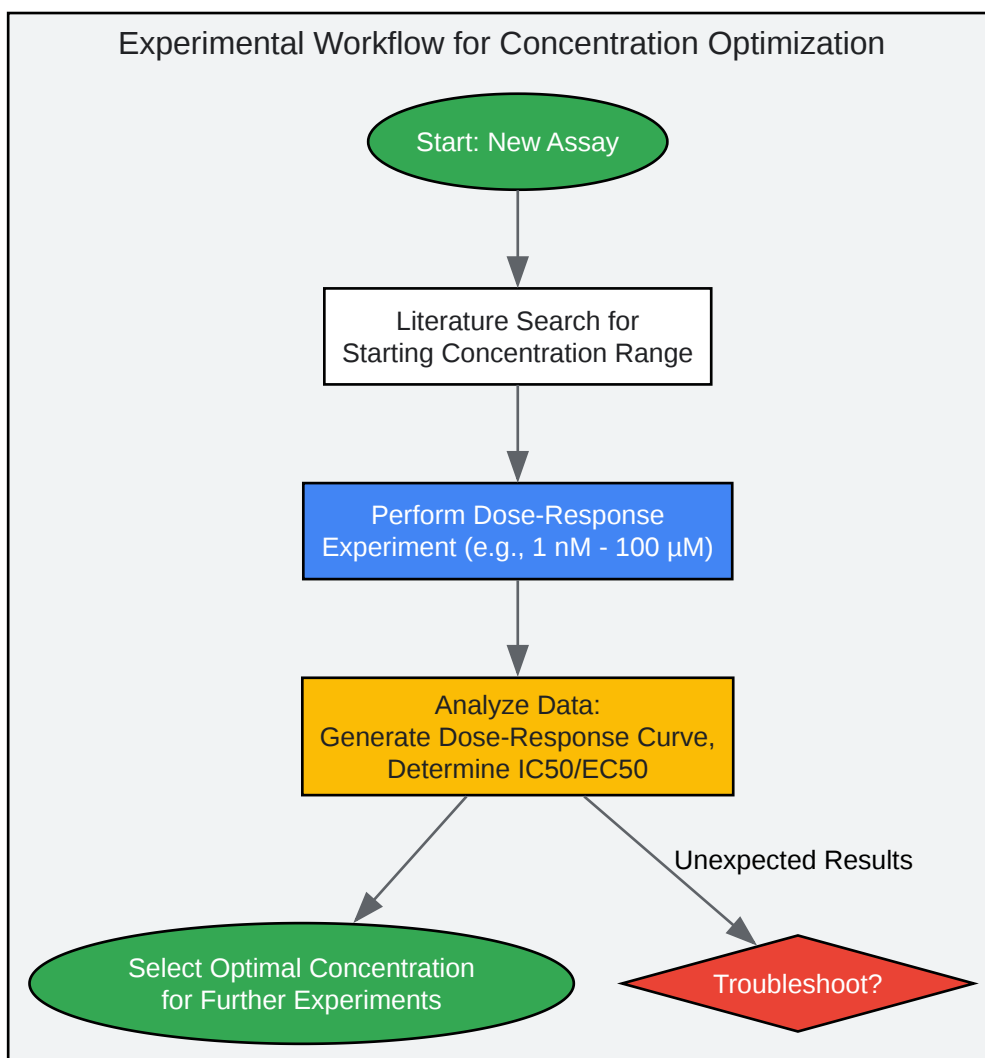 Experimental Workflow for Concentration Optimization
Start: New Assay
Literature Search for
Starting Concentration Range
Perform Dose-Response
Experiment (e.g., 1 nM - 100 µM)
Analyze Data:
Generate Dose-Response Curve,
Determine IC50/EC50
Unexpected Results
Select Optimal Concentration
for Further Experiments
Troubleshoot?